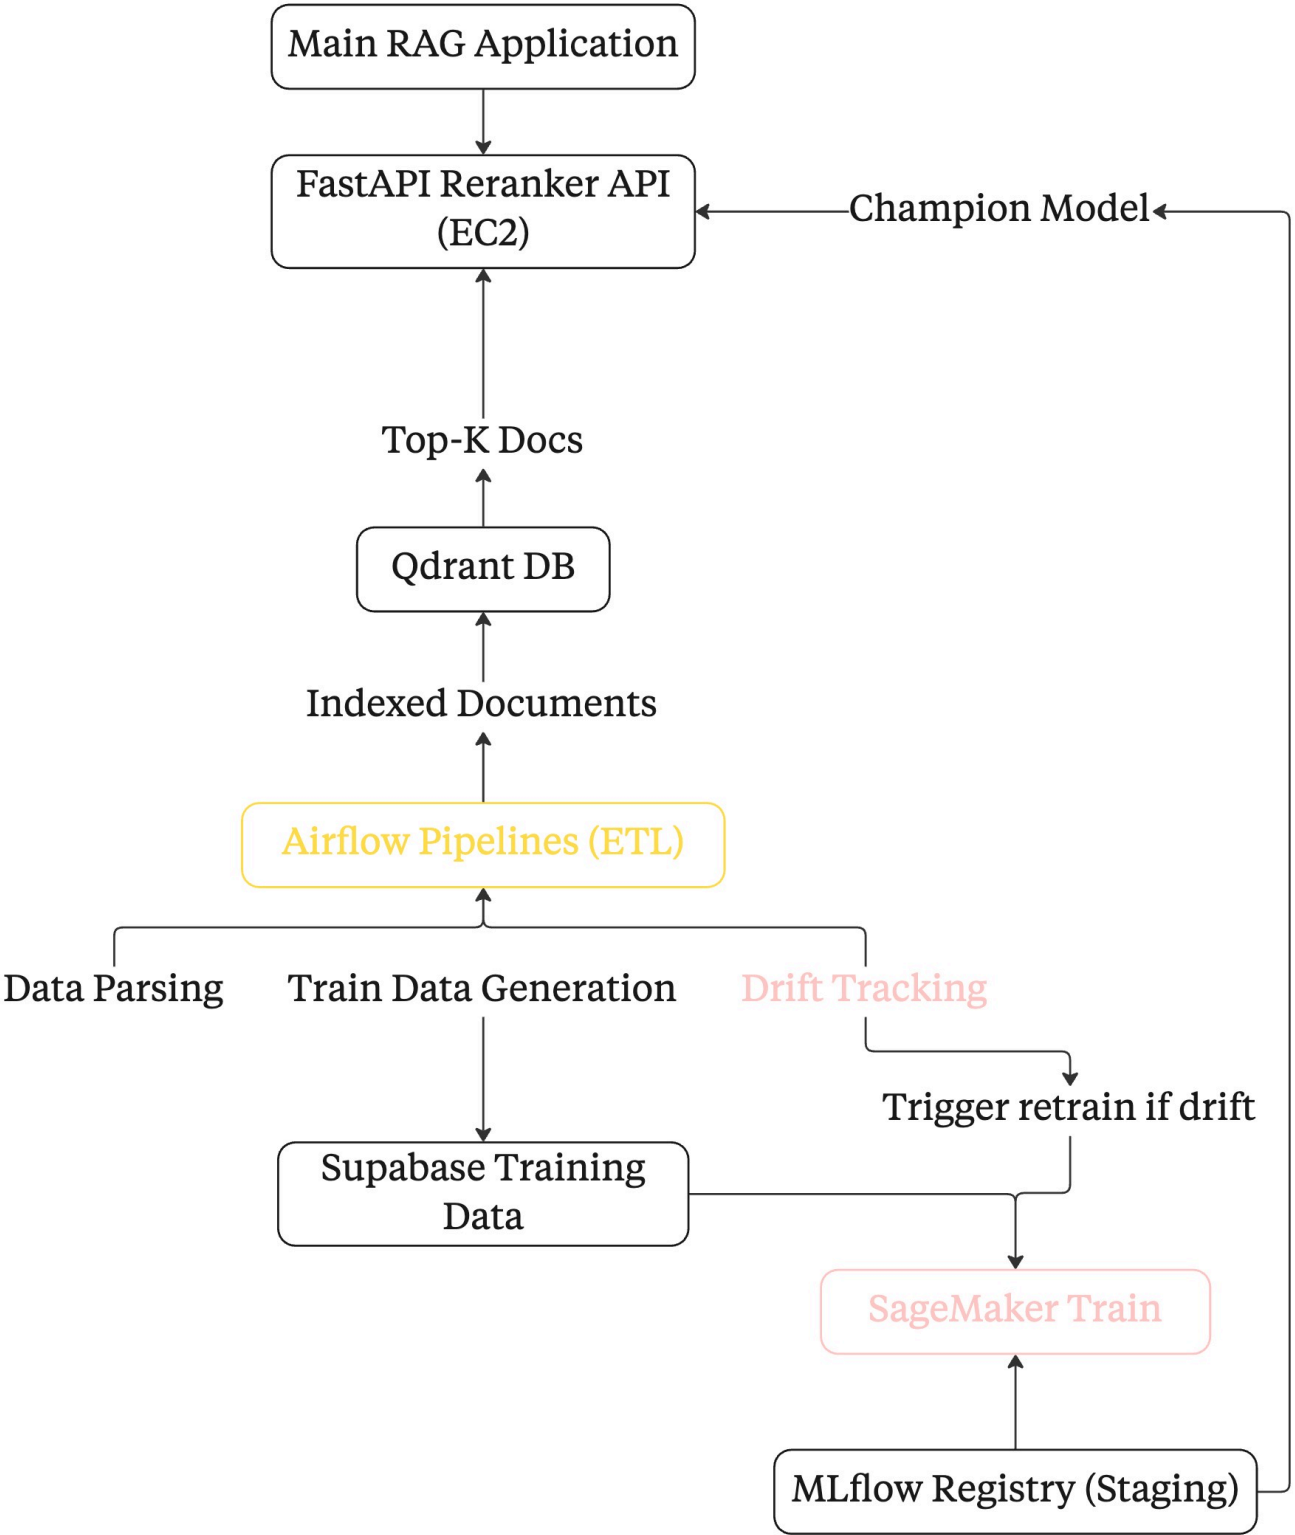 Main RAG Application
FastAPI Reranker API
(EC2)
Champion Model
Top-K Docs
Qdrant DB
Indexed Documents
Airflow Pipelines (ETL)
Data Parsing
Train Data Generation
Drift Tracking
Trigger retrain if drift
Supabase Training
Data
SageMaker Train
MLflow Registry (Staging)